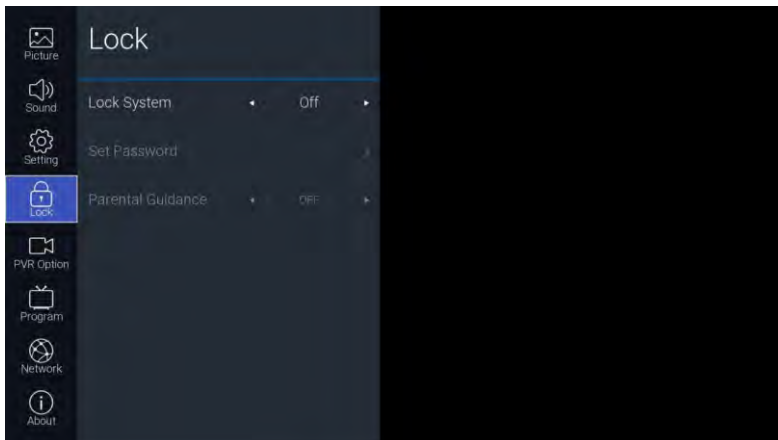 Lock
Picture
Sound
Lock System Off
Setting
Set Password
Lock
Parental Guidance OFF
PVR Option
Program
Network
About